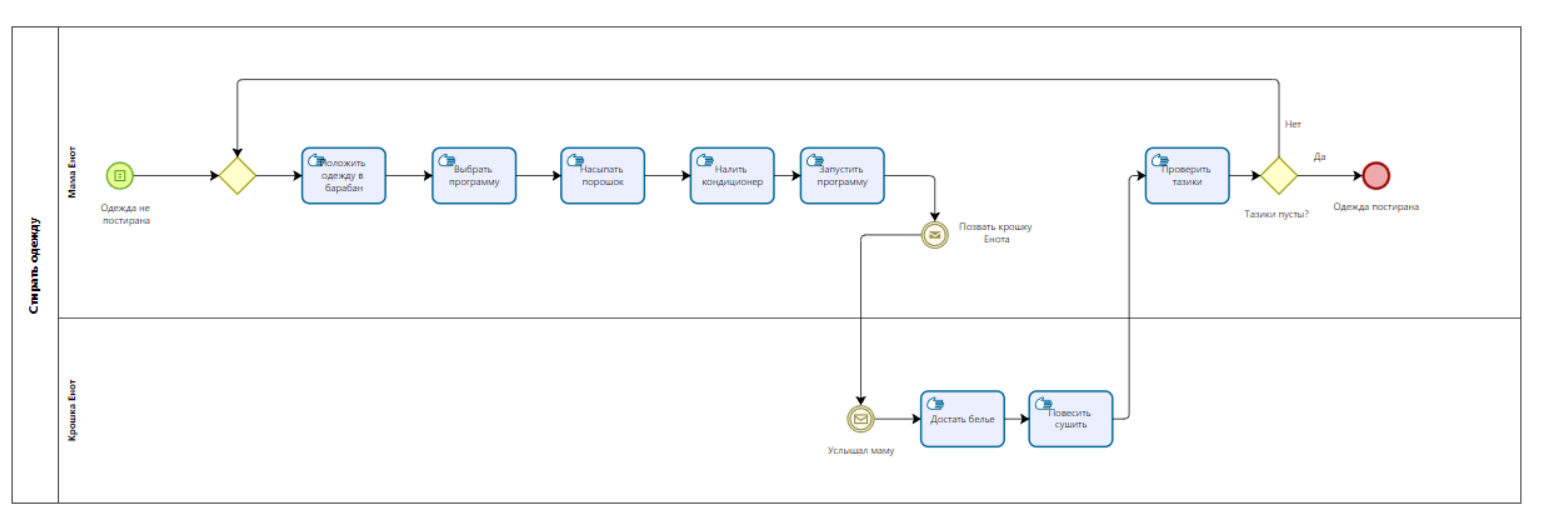 Стирать одежду
Мама Енот
Одежда не
постирана
Положить
одежду в
барабан
Выбрать
программу
Насыпать
порошок
Налить
кондиционер
Запустить
программу
Позвать крошку
Енота
Проверить
тазики
Нет
Да
Тазики пусты?
Одежда постирана
Крошка Енот
Услышал маму
Достать белье
Повесить
сушить